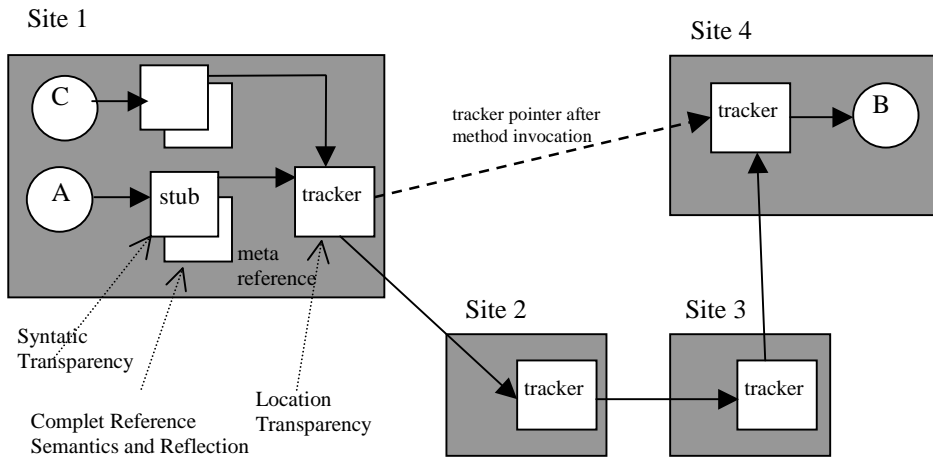 Site 1
Site 4
C
tracker
B
tracker pointer after
method invocation
A
stub
tracker
meta
reference
Site 2
Site 3
Syntatic
Transparency
tracker
tracker
Complet Reference
Semantics and Reflection
Location
Transparency